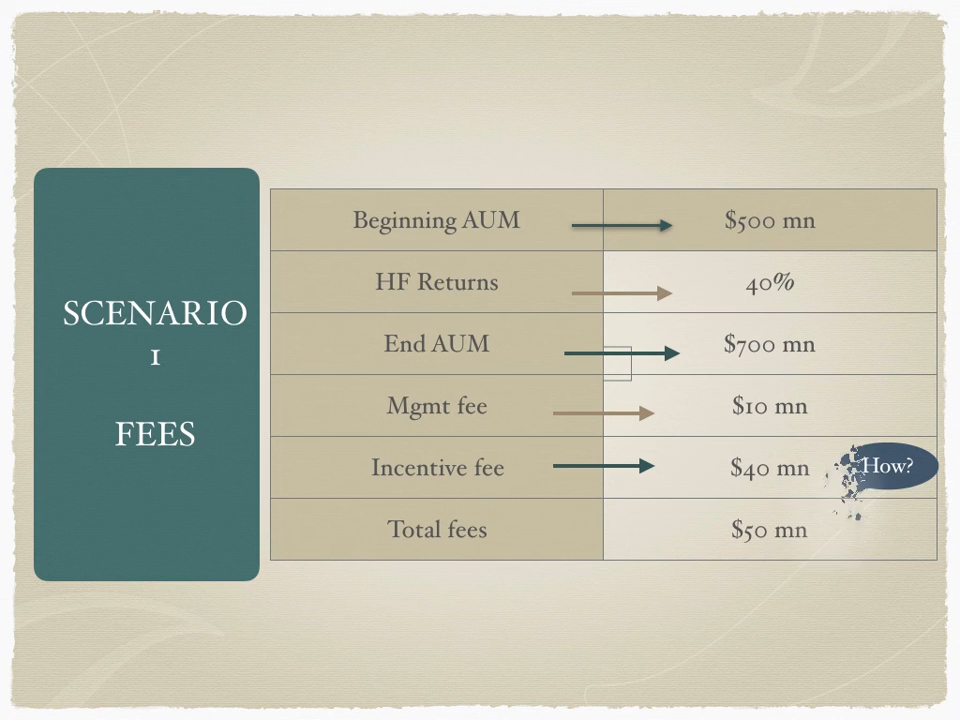 SCENARIO
1
FEES
Beginning AUM $500 mn
HF Returns 40%
End AUM $700 mn
Mgmt fee $10 mn
Incentive fee $40 mn How?
Total fees $50 mn